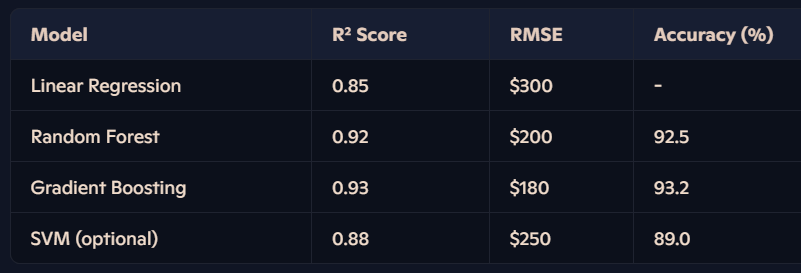 Model R² Score RMSE Accuracy (%)
Linear Regression 0.85 $300 -
Random Forest 0.92 $200 92.5
Gradient Boosting 0.93 $180 93.2
SVM (optional) 0.88 $250 89.0